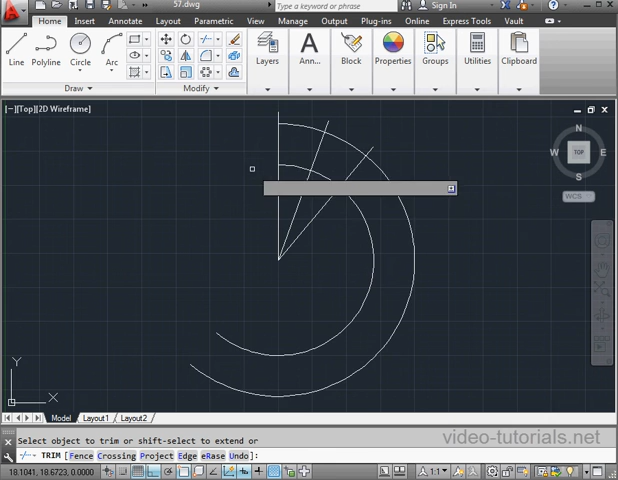 57.dwg
Type a keyword or phrase
Sign In
Home Insert Annotate Layout Parametric View Manage Output Plug-ins Online Express Tools Vault
Line Polyline Circle Arc
Layers Ann... Block Properties Groups Utilities Clipboard
Draw Modify
[−][Top][2D Wireframe]
N
W TOP E
S
WCS
Y
X
Model Layout1 Layout2
Select object to trim or shift-select to extend or
video-tutorials.net
TRIM [Fence Crossing Project Edge eRase Undo]:
18.1041, 18.6723, 0.0000
1:1